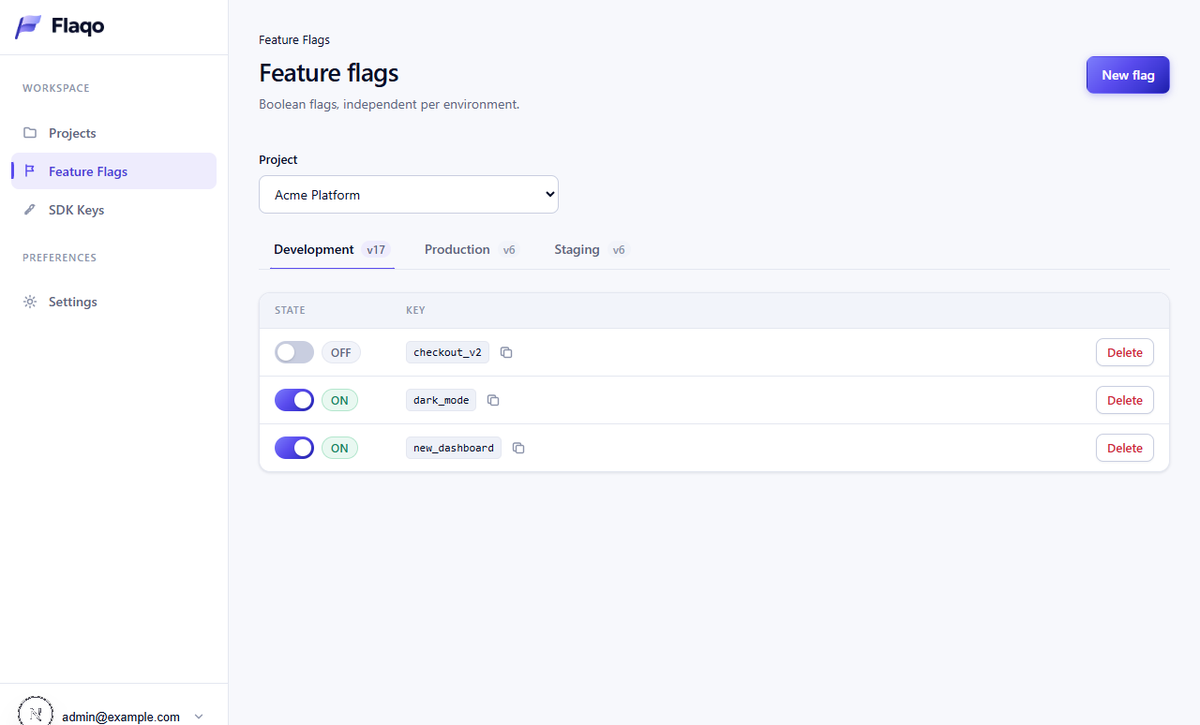 Flaqo
WORKSPACE
Projects
Feature Flags
SDK Keys
PREFERENCES
Settings
admin@example.com
Feature Flags
Feature flags
Boolean flags, independent per environment.
New flag
Project
Acme Platform
Development v17 Production v6 Staging v6
STATE KEY
OFF checkout_v2 Delete
ON dark_mode Delete
ON new_dashboard Delete